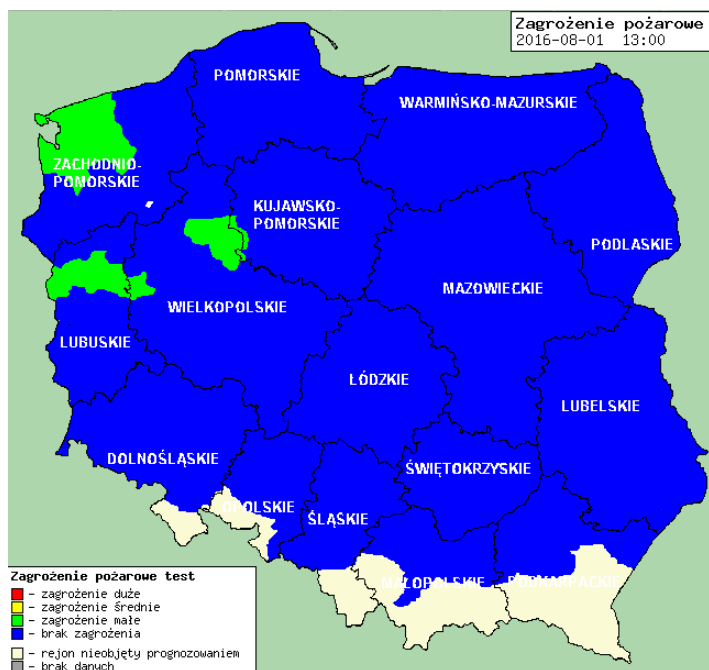 Zagrożenie pożarowe
2016-08-01 13:00
POMORSKIE
WARMIŃSKO-MAZURSKIE
ZACHODNIO-
POMORSKIE
KUJAWSKO-
POMORSKIE
PODLASKIE
MAZOWIECKIE
WIELKOPOLSKIE
LUBUSKIE
ŁÓDZKIE
LUBELSKIE
DOLNOŚLĄSKIE
ŚWIĘTOKRZYSKIE
OPOLSKIE
ŚLĄSKIE
MAŁOPOLSKIE
PODKARPACKIE
Zagrożenie pożarowe test
- zagrożenie duże
- zagrożenie średnie
- zagrożenie małe
- brak zagrożenia
- rejon nieobjęty prognozowaniem
- brak danych